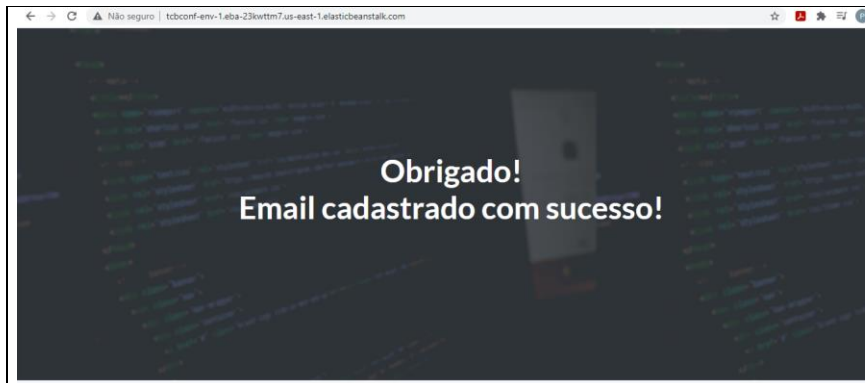 Não seguro
tcbconf-env-1.eba-23kwttm7.us-east-1.elasticbeanstalk.com
Obrigado!
Email cadastrado com sucesso!